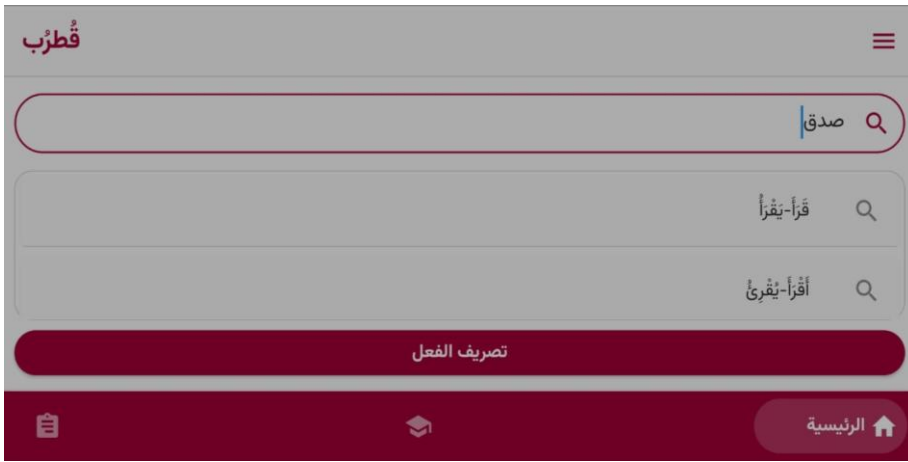 قُطرُب
صدق
قَرَأَ-يَقْرَأُ
أَقْرَأَ-يُقْرِئُ
تصريف الفعل
الرئيسية